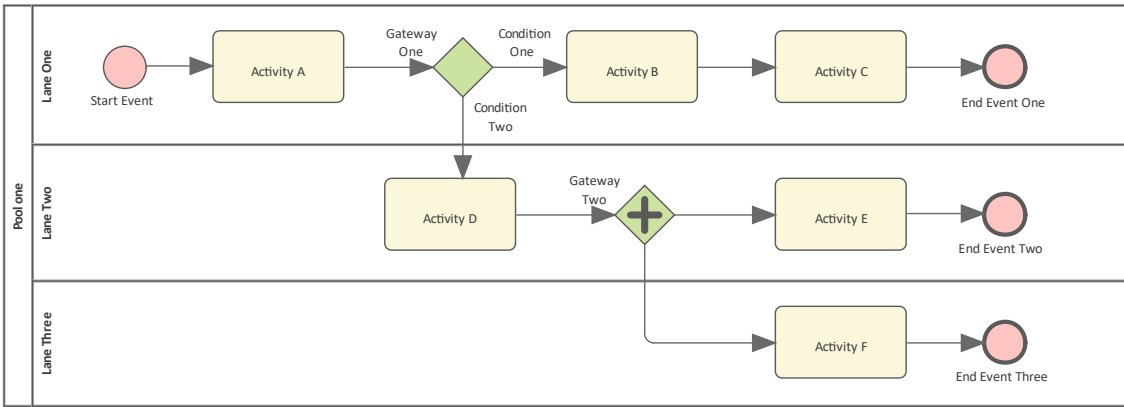 Pool one
Lane One
Start Event
Activity A
Gateway
One
Condition
One
Condition
Two
Activity B
Activity C
End Event One
Lane Two
Activity D
Gateway
Two
Activity E
End Event Two
Lane Three
Activity F
End Event Three